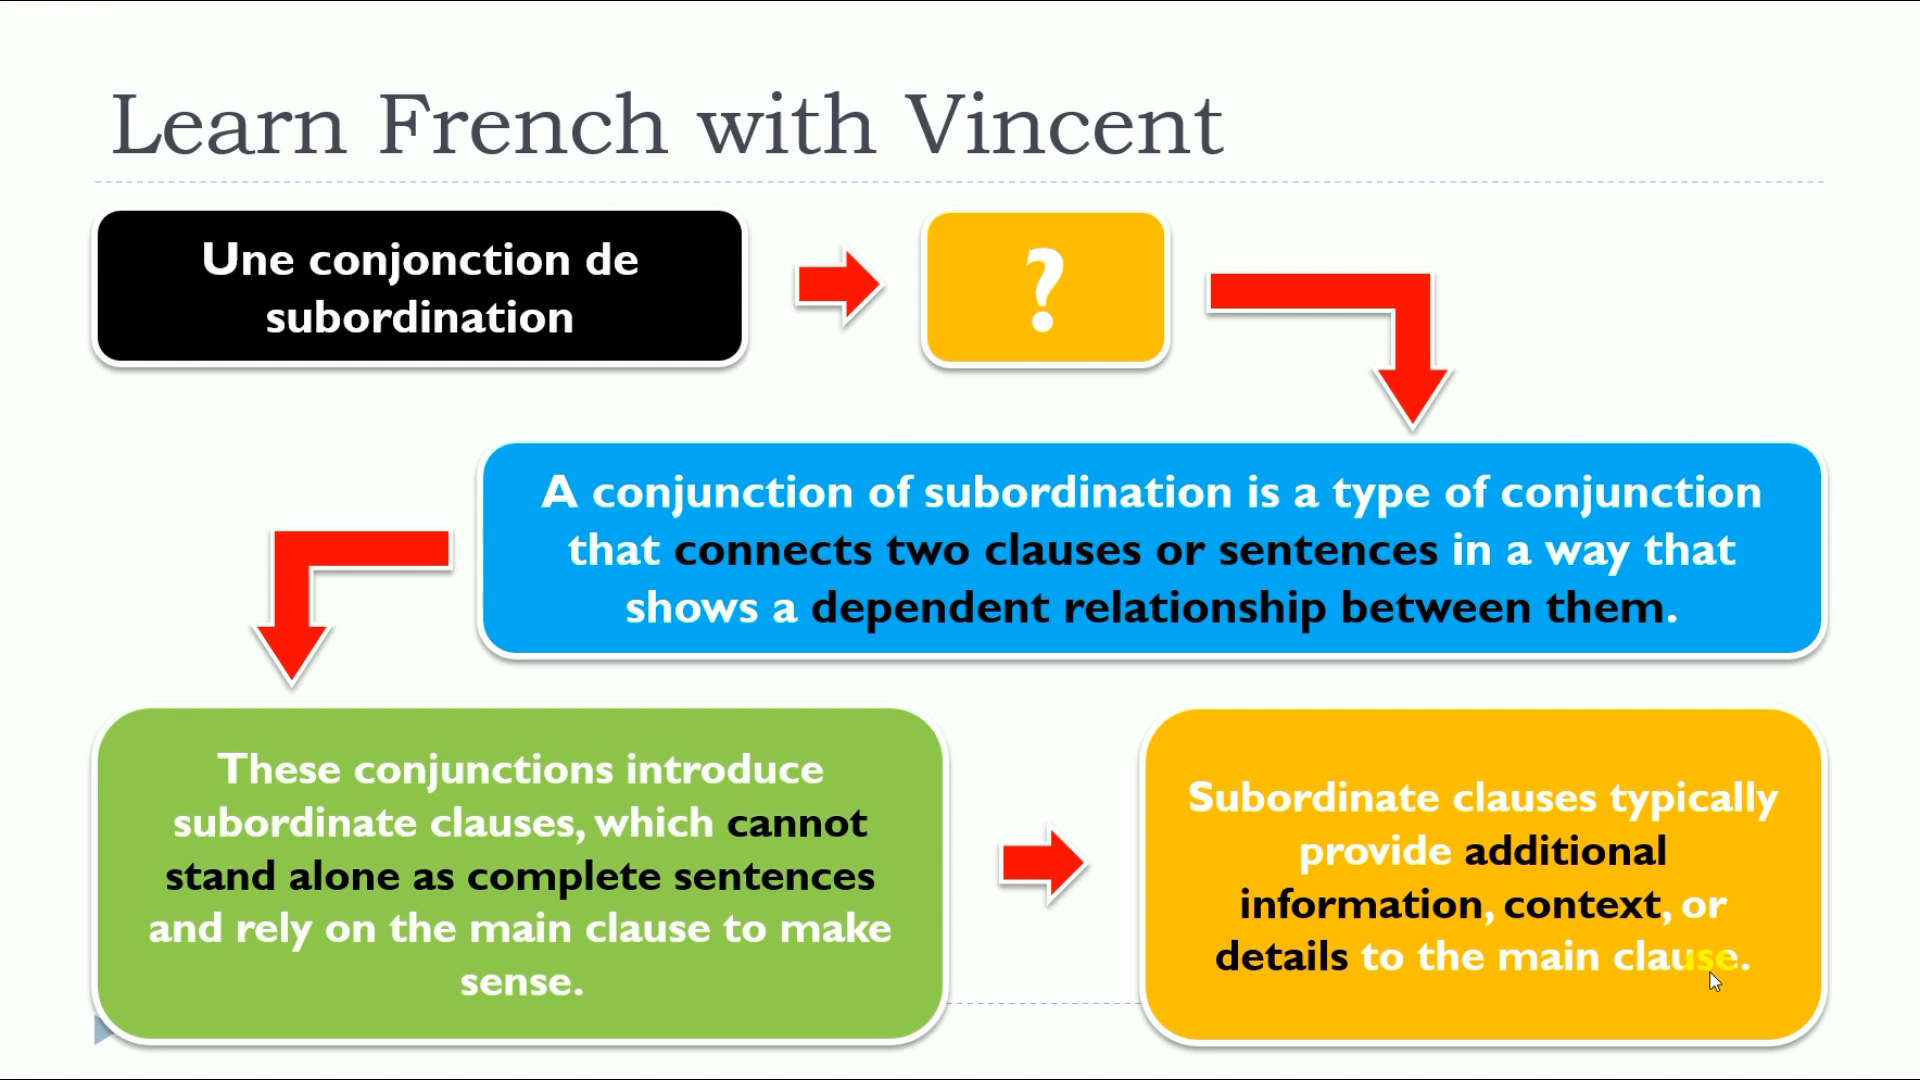 Learn French with Vincent
Une conjonction de
subordination
?
A conjunction of subordination is a type of conjunction
that connects two clauses or sentences in a way that
shows a dependent relationship between them.
These conjunctions introduce
subordinate clauses, which cannot
stand alone as complete sentences
and rely on the main clause to make
sense.
Subordinate clauses typically
provide additional
information, context, or
details to the main clause.